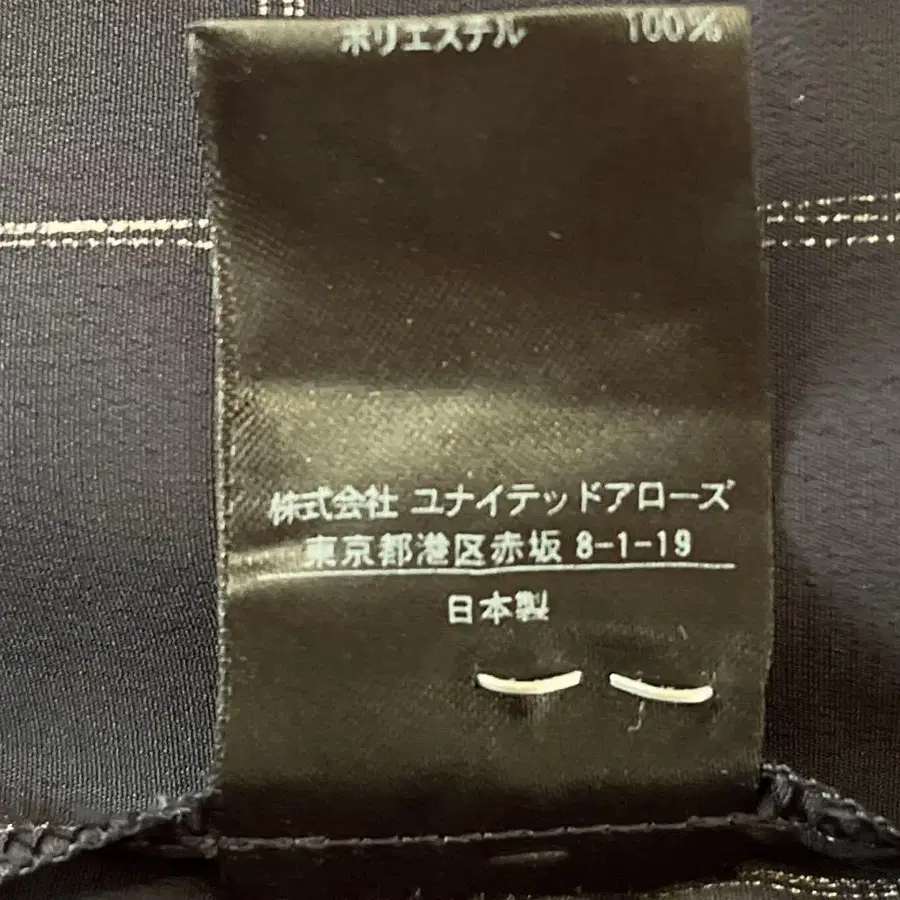 ポリエステル 100%
株式会社 ユナイテッドアローズ
東京都港区赤坂 8-1-19
日本製